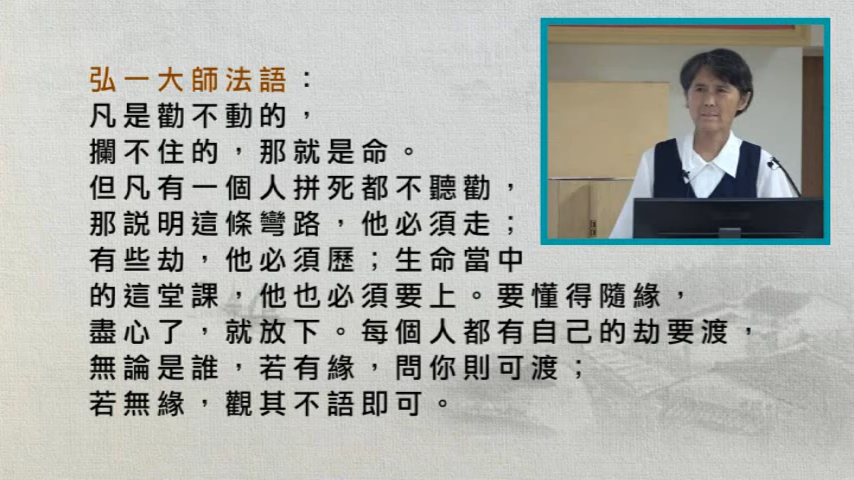 弘一大師法語：
凡是勸不動的，
攔不住的，那就是命。
但凡有一個人拼死都不聽勸，
那說明這條彎路，他必須走；
有些劫，他必須歷；生命當中
的這堂課，他也必須要上。要懂得隨緣，
盡心了，就放下。每個人都有自己的劫要渡，
無論是誰，若有緣，問你則可渡；
若無緣，觀其不語即可。